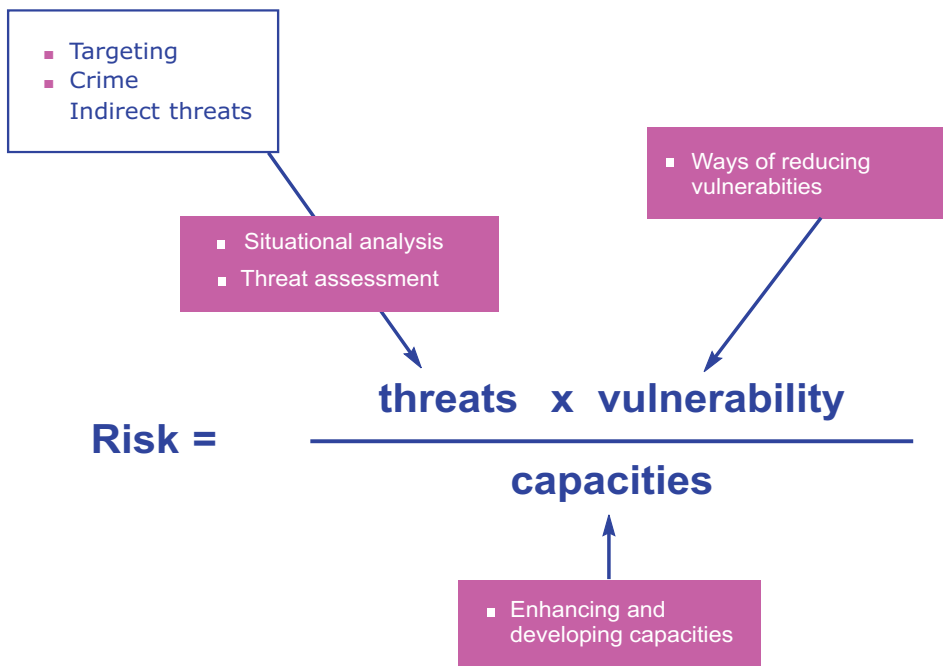 Targeting
Crime
Indirect threats
Ways of reducing
vulnerabities
Situational analysis
Threat assessment
threats x vulnerability
Risk =
capacities
Enhancing and
developing capacities